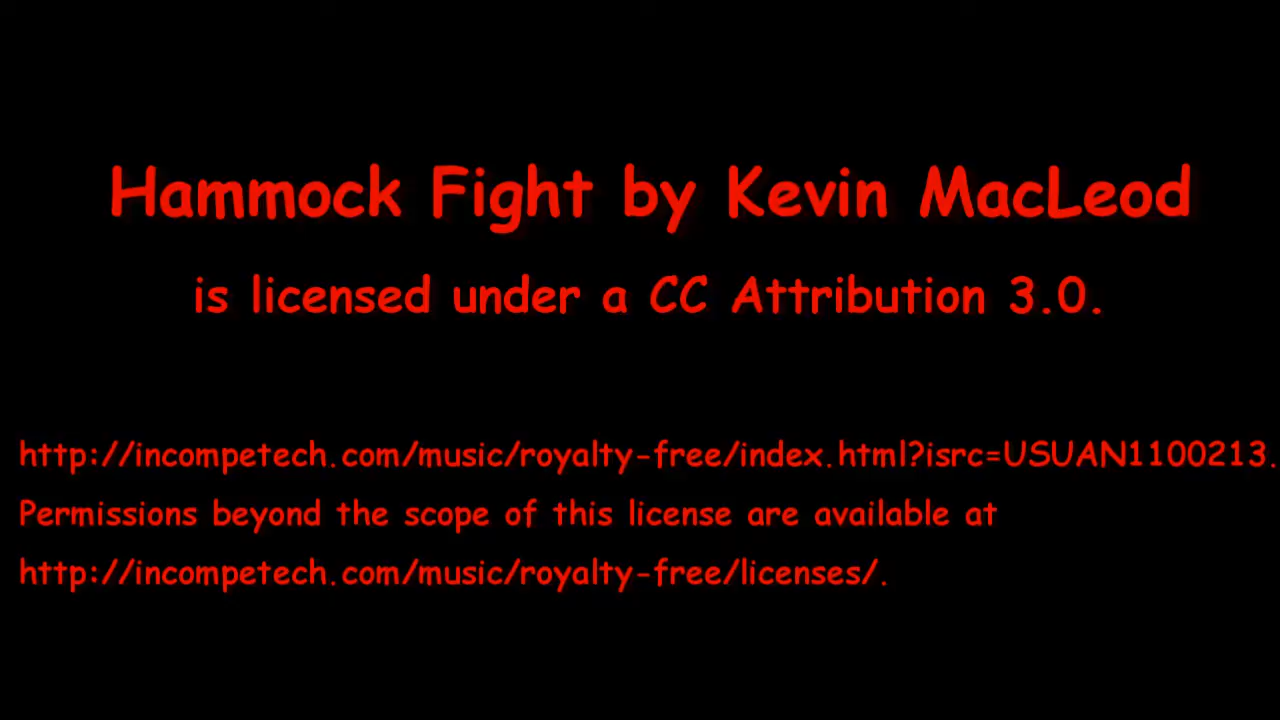 Hammock Fight by Kevin MacLeod
is licensed under a CC Attribution 3.0.
http://incompetech.com/music/royalty-free/index.html?isrc=USUAN1100213.
Permissions beyond the scope of this license are available at
http://incompetech.com/music/royalty-free/licenses/.